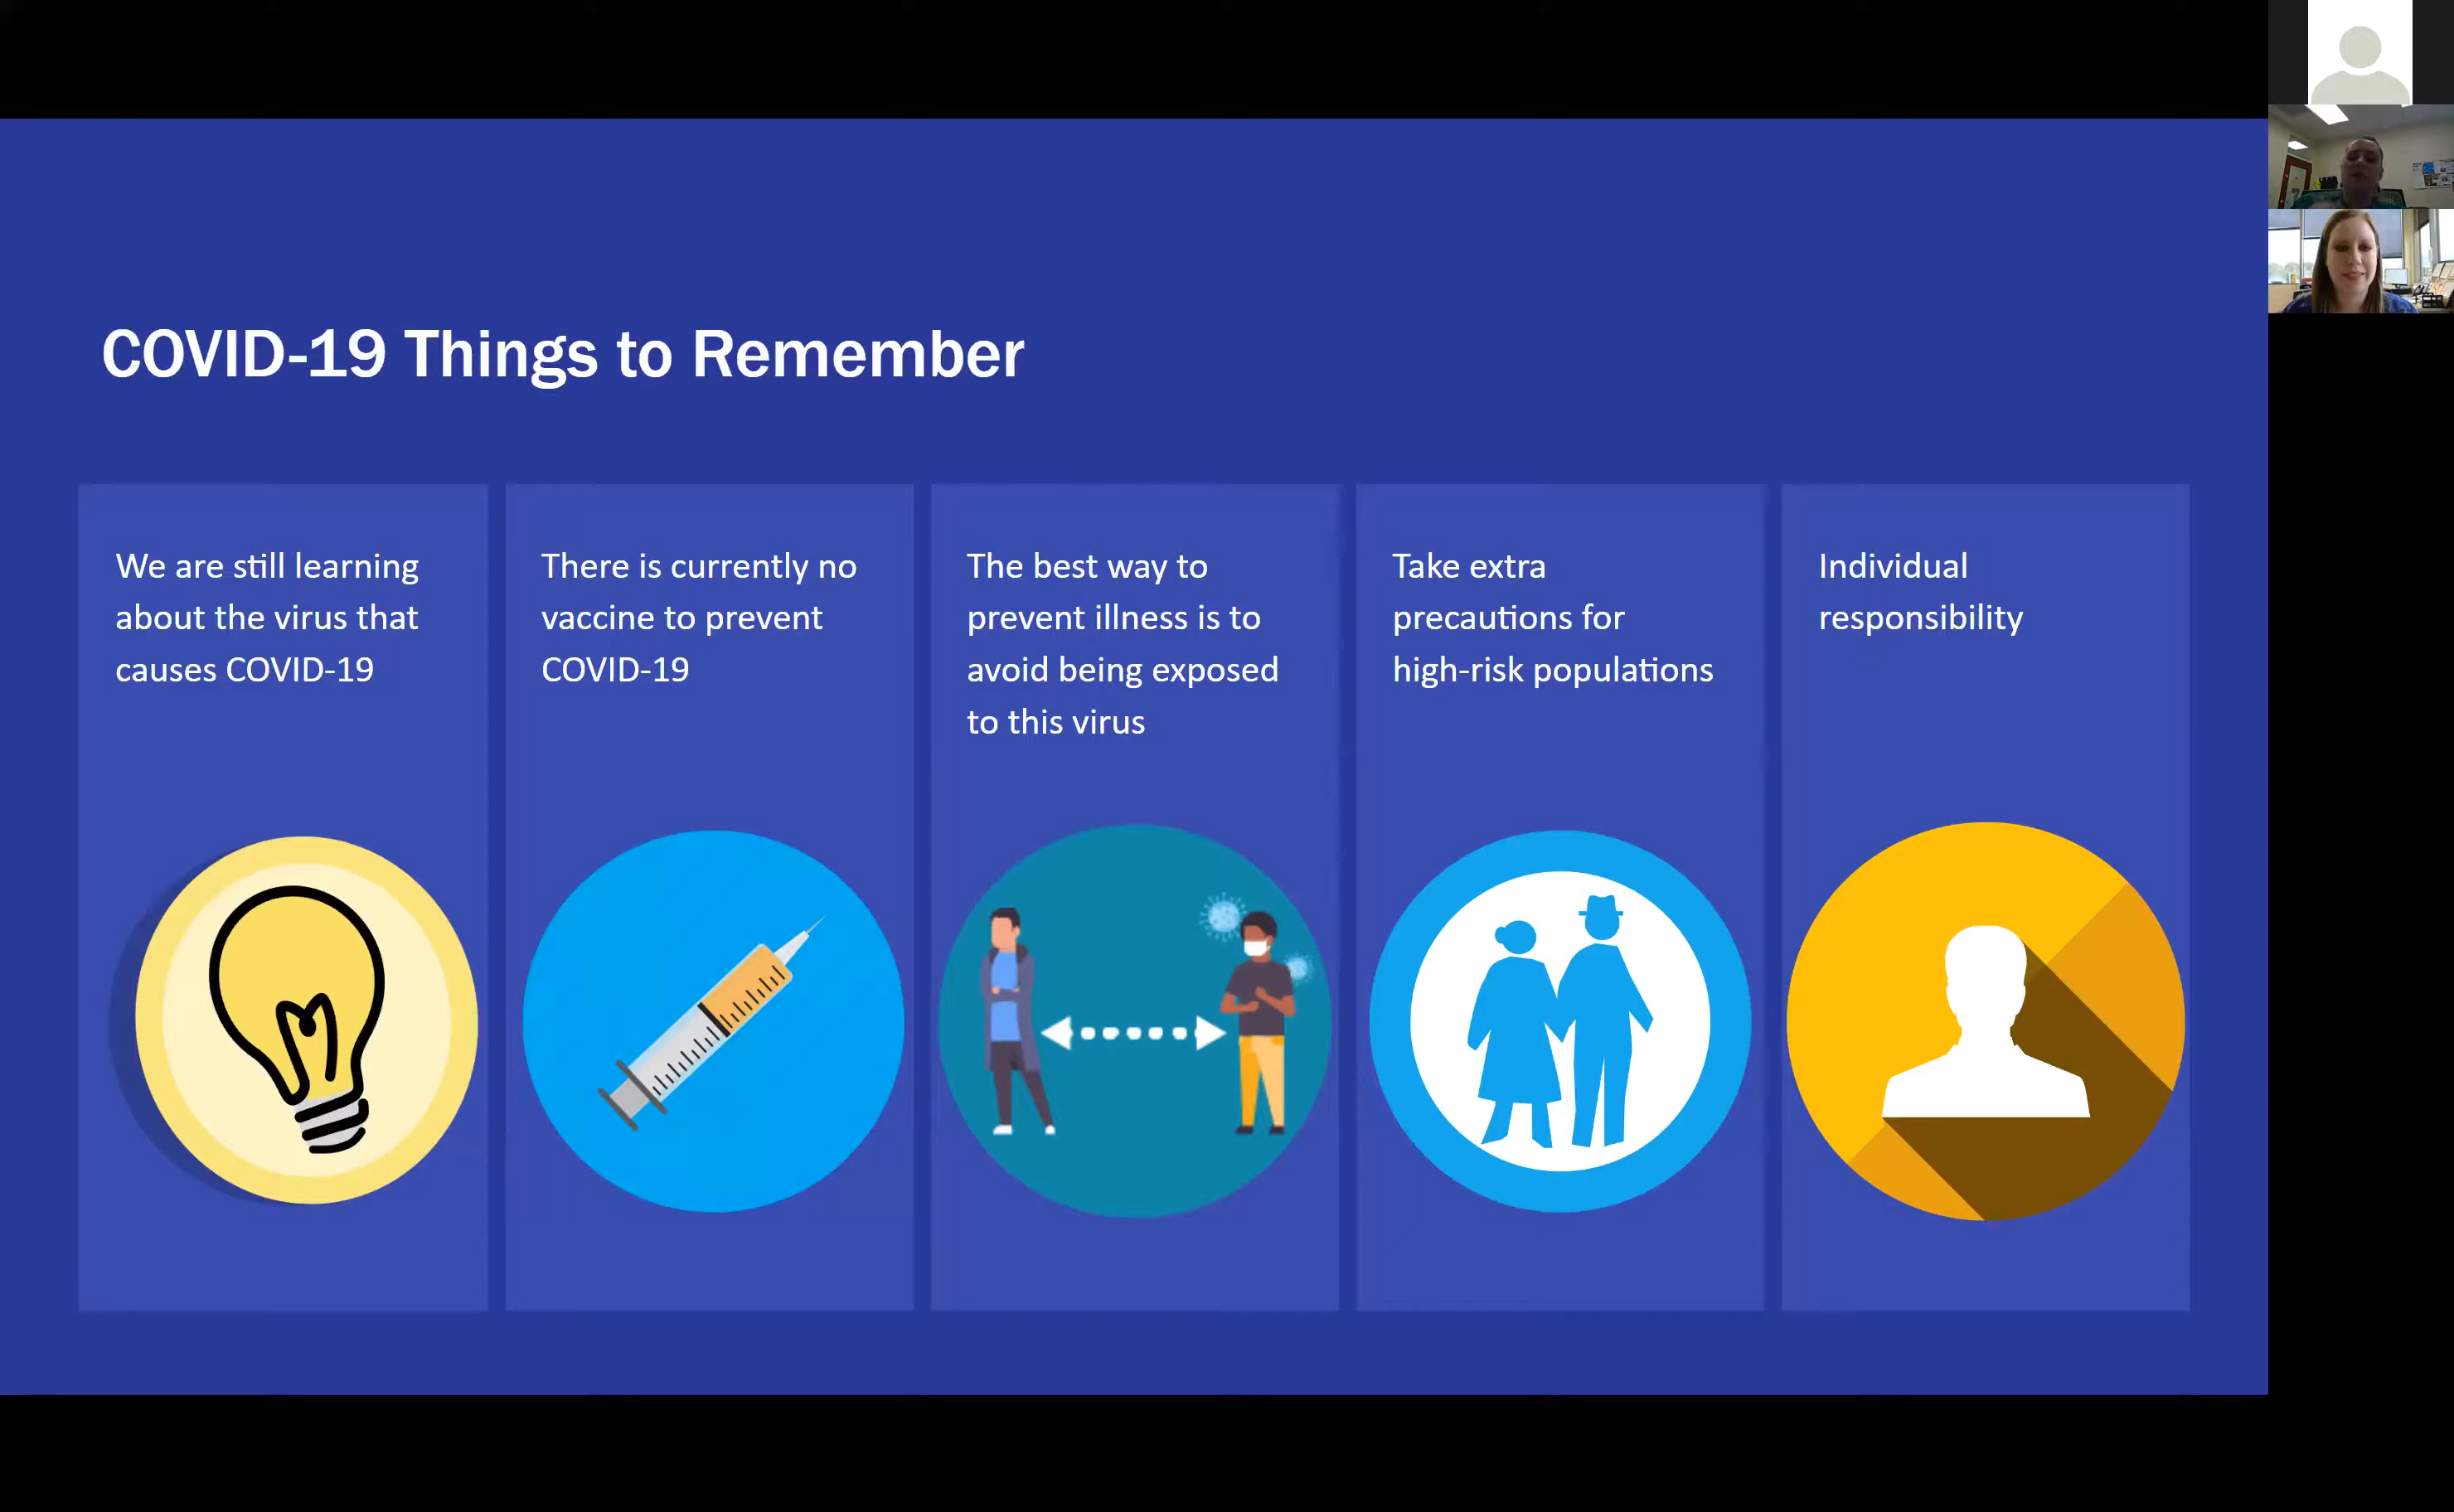 COVID-19 Things to Remember
We are still learning
about the virus that
causes COVID-19
There is currently no
vaccine to prevent
COVID-19
The best way to
prevent illness is to
avoid being exposed
to this virus
Take extra
precautions for
high-risk populations
Individual
responsibility